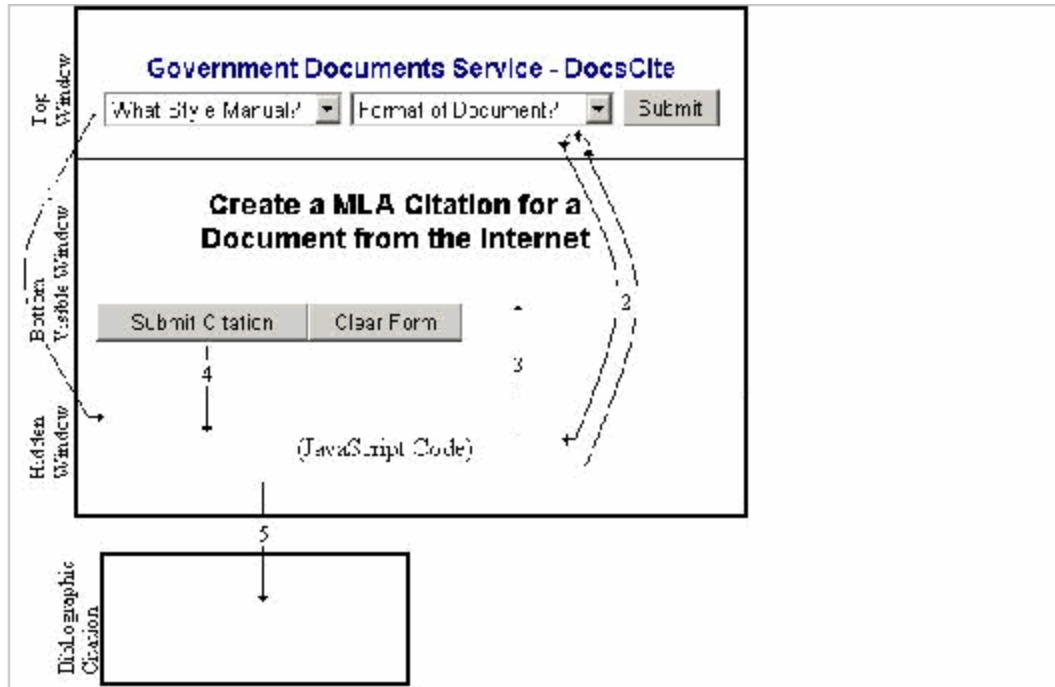 Government Documents Service - DocsCite
Top
Window
What Style Manual?
Format of Document?
Submit
Create a MLA Citation for a
Document from the Internet
Bottom
Visible Window
2
Submit Citation
Clear Form
3
4
Hidden
Window
(JavaScript Code)
5
Bibliographic
Citation